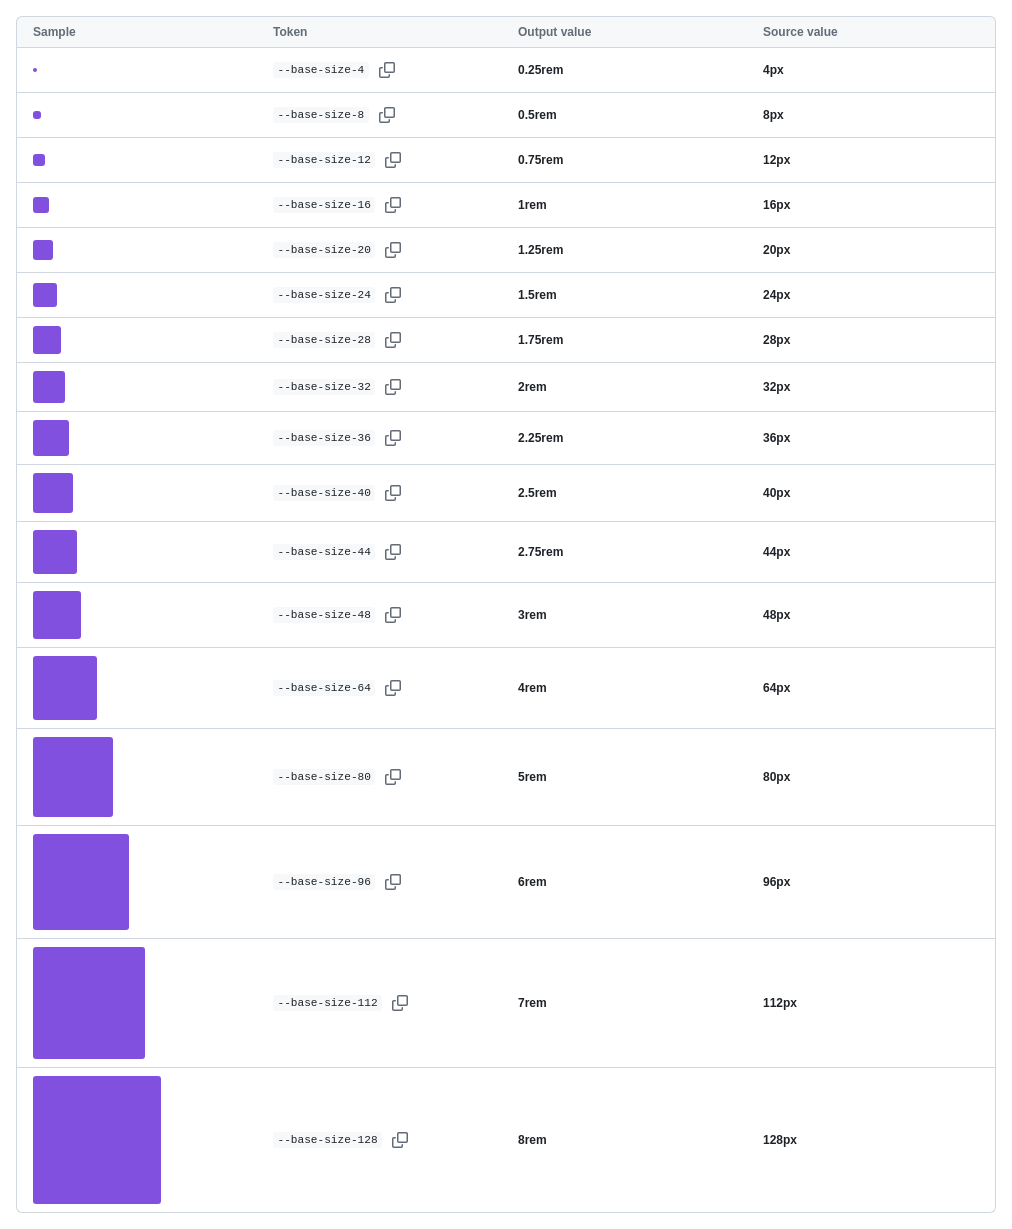 Sample Token Output value Source value
--base-size-4 0.25rem 4px
--base-size-8 0.5rem 8px
--base-size-12 0.75rem 12px
--base-size-16 1rem 16px
--base-size-20 1.25rem 20px
--base-size-24 1.5rem 24px
--base-size-28 1.75rem 28px
--base-size-32 2rem 32px
--base-size-36 2.25rem 36px
--base-size-40 2.5rem 40px
--base-size-44 2.75rem 44px
--base-size-48 3rem 48px
--base-size-64 4rem 64px
--base-size-80 5rem 80px
--base-size-96 6rem 96px
--base-size-112 7rem 112px
--base-size-128 8rem 128px